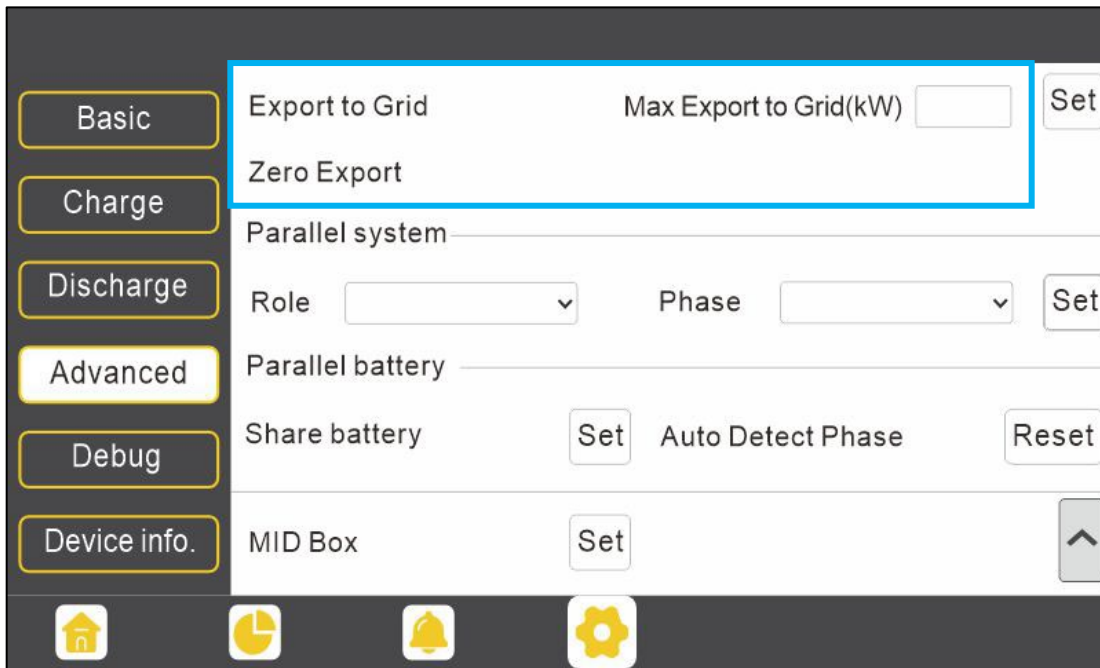 Basic
Charge
Discharge
Advanced
Debug
Device info.
Export to Grid Max Export to Grid(kW) Set
Zero Export
Parallel system
Role Phase Set
Parallel battery
Share battery Set Auto Detect Phase Reset
MID Box Set